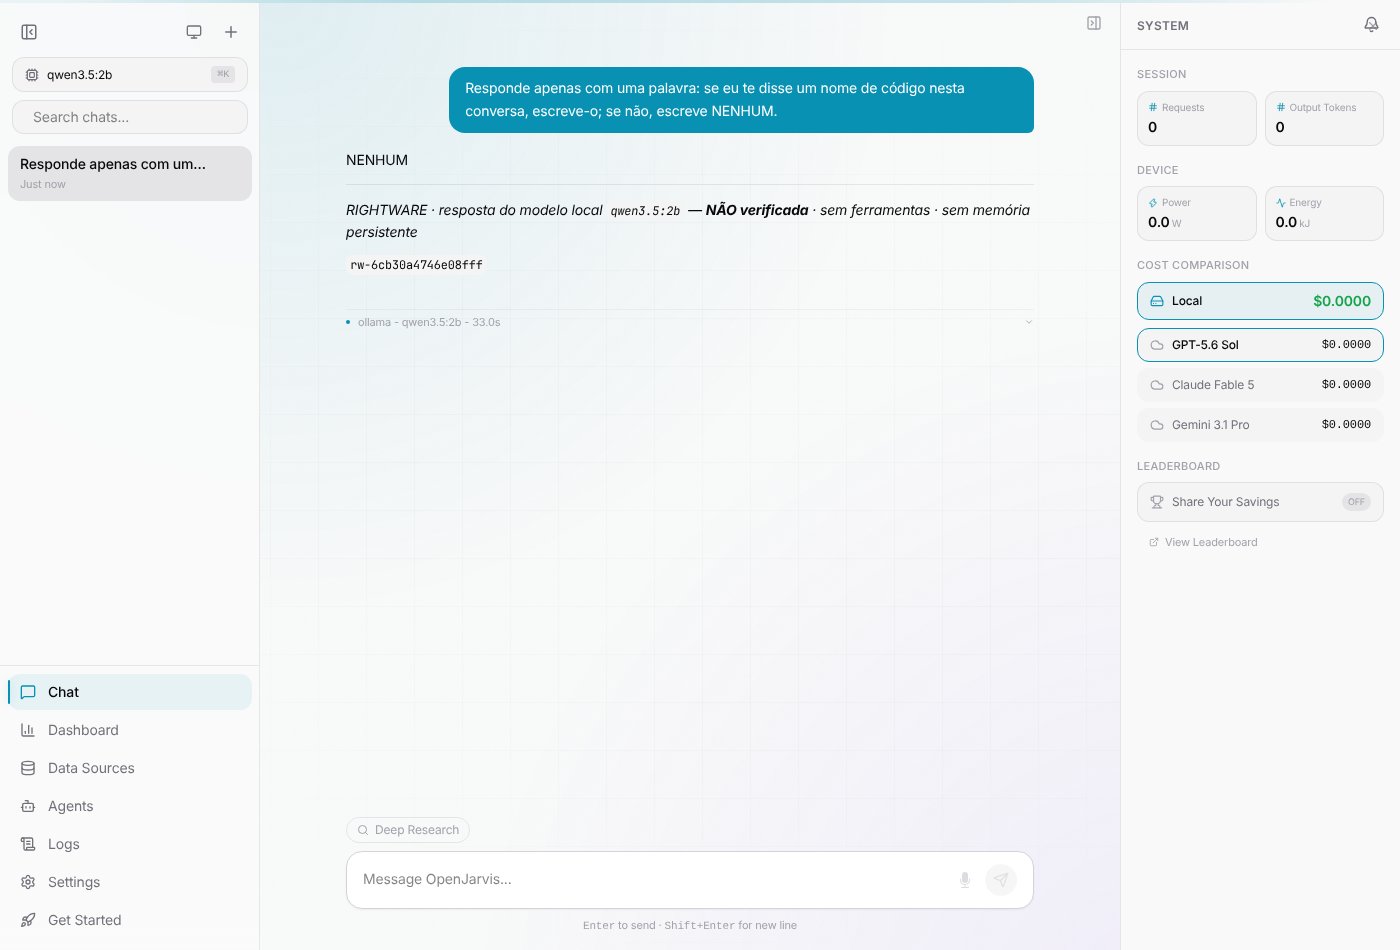 qwen3.5:2b
⌘K
Search chats...
Responde apenas com um...
Just now
Chat
Dashboard
Data Sources
Agents
Logs
Settings
Get Started
Responde apenas com uma palavra: se eu te disse um nome de código nesta
conversa, escreve-o; se não, escreve NENHUM.
NENHUM
RIGHTWARE · resposta do modelo local qwen3.5:2b — NÃO verificada · sem ferramentas · sem memória
persistente
rw-6cb30a4746e08fff
ollama - qwen3.5:2b - 33.0s
Deep Research
Message OpenJarvis...
Enter to send · Shift+Enter for new line
SYSTEM
SESSION
Requests
0
Output Tokens
0
DEVICE
Power
0.0 W
Energy
0.0 kJ
COST COMPARISON
Local $0.0000
GPT-5.6 Sol $0.0000
Claude Fable 5 $0.0000
Gemini 3.1 Pro $0.0000
LEADERBOARD
Share Your Savings OFF
View Leaderboard